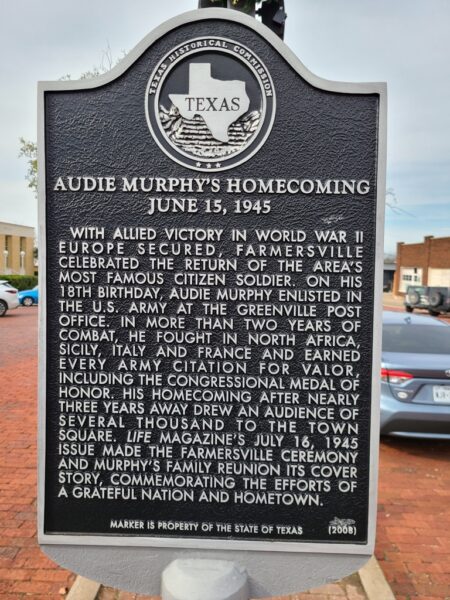 TEXAS HISTORICAL COMMISSION
TEXAS
AUDIE MURPHY'S HOMECOMING
JUNE 15, 1945
WITH ALLIED VICTORY IN WORLD WAR II
EUROPE SECURED, FARMERSVILLE
CELEBRATED THE RETURN OF THE AREA'S
MOST FAMOUS CITIZEN SOLDIER. ON HIS
18TH BIRTHDAY, AUDIE MURPHY ENLISTED IN
THE U.S. ARMY AT THE GREENVILLE POST
OFFICE. IN MORE THAN TWO YEARS OF
COMBAT, HE FOUGHT IN NORTH AFRICA,
SICILY, ITALY AND FRANCE AND EARNED
EVERY ARMY CITATION FOR VALOR,
INCLUDING THE CONGRESSIONAL MEDAL OF
HONOR. HIS HOMECOMING AFTER NEARLY
THREE YEARS AWAY DREW AN AUDIENCE OF
SEVERAL THOUSAND TO THE TOWN
SQUARE. LIFE MAGAZINE'S JULY 16, 1945
ISSUE MADE THE FARMERSVILLE CEREMONY
AND MURPHY'S FAMILY REUNION ITS COVER
STORY, COMMEMORATING THE EFFORTS OF
A GRATEFUL NATION AND HOMETOWN.
(2008)
MARKER IS PROPERTY OF THE STATE OF TEXAS